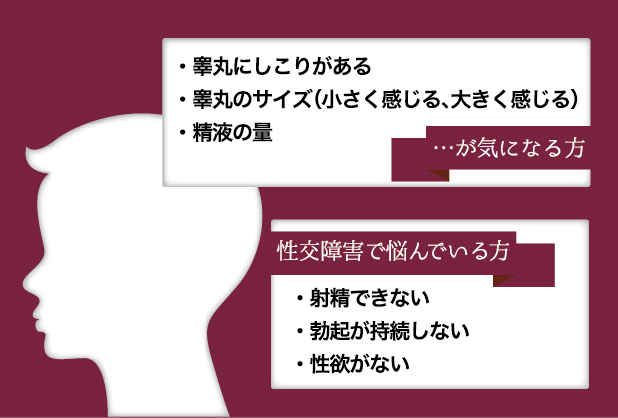 ・睾丸にしこりがある
・睾丸のサイズ（小さく感じる、大きく感じる）
・精液の量
…が気になる方
性交障害で悩んでいる方
・射精できない
・勃起が持続しない
・性欲がない